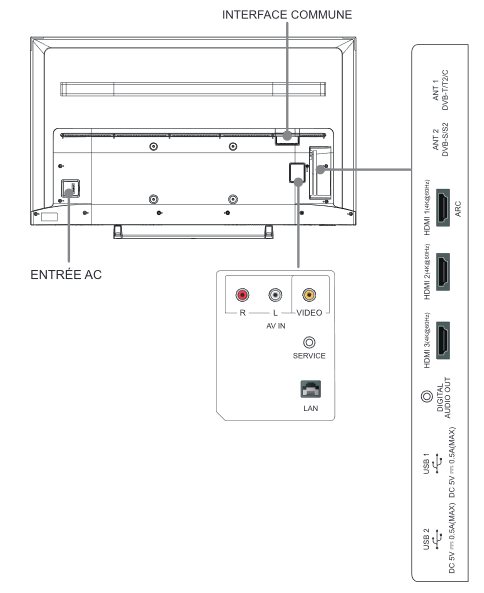 INTERFACE COMMUNE
ENTRÉE AC
R
L
VIDEO
AV IN
SERVICE
LAN
ANT 1
DVB-T/T2/C
ANT 2
DVB-S/S2
HDMI 1(4K@60Hz)
ARC
HDMI 2(4K@60Hz)
HDMI 3(4K@60Hz)
DIGITAL
AUDIO OUT
USB 1
DC 5V ⎓ 0.5A(MAX)
USB 2
DC 5V ⎓ 0.5A(MAX)